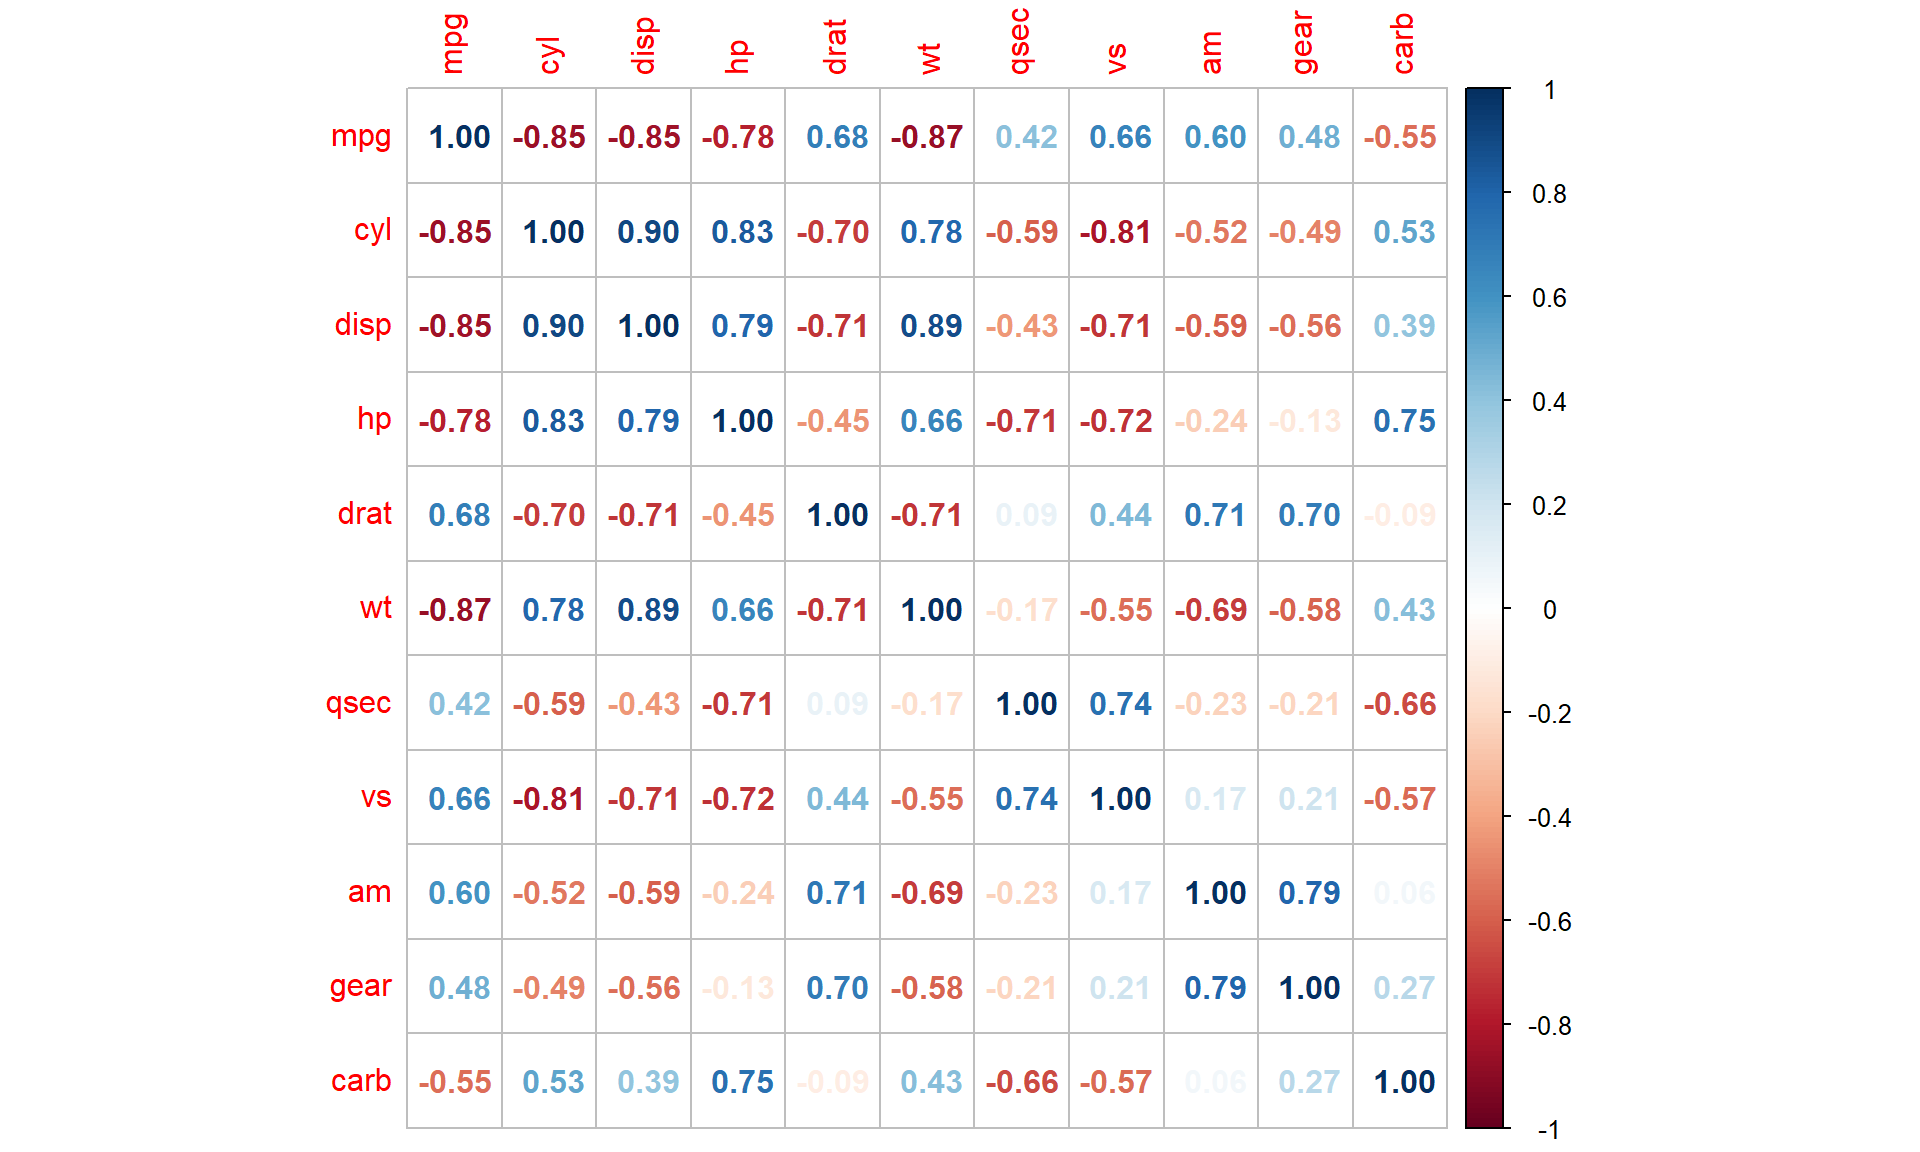 mpg cyl disp hp drat wt qsec vs am gear carb
mpg 1.00 -0.85 -0.85 -0.78 0.68 -0.87 0.42 0.66 0.60 0.48 -0.55
cyl -0.85 1.00 0.90 0.83 -0.70 0.78 -0.59 -0.81 -0.52 -0.49 0.53
disp -0.85 0.90 1.00 0.79 -0.71 0.89 -0.43 -0.71 -0.59 -0.56 0.39
hp -0.78 0.83 0.79 1.00 -0.45 0.66 -0.71 -0.72 -0.24 -0.13 0.75
drat 0.68 -0.70 -0.71 -0.45 1.00 -0.71 0.09 0.44 0.71 0.70 -0.09
wt -0.87 0.78 0.89 0.66 -0.71 1.00 -0.17 -0.55 -0.69 -0.58 0.43
qsec 0.42 -0.59 -0.43 -0.71 0.09 -0.17 1.00 0.74 -0.23 -0.21 -0.66
vs 0.66 -0.81 -0.71 -0.72 0.44 -0.55 0.74 1.00 0.17 0.21 -0.57
am 0.60 -0.52 -0.59 -0.24 0.71 -0.69 -0.23 0.17 1.00 0.79 0.06
gear 0.48 -0.49 -0.56 -0.13 0.70 -0.58 -0.21 0.21 0.79 1.00 0.27
carb -0.55 0.53 0.39 0.75 -0.09 0.43 -0.66 -0.57 0.06 0.27 1.00
1
0.8
0.6
0.4
0.2
0
-0.2
-0.4
-0.6
-0.8
-1